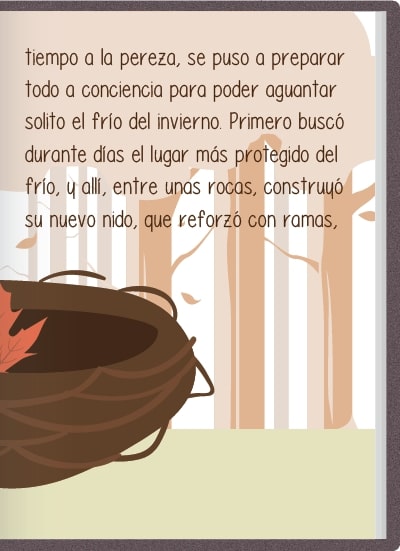 tiempo a la pereza, se puso a preparar
todo a conciencia para poder aguantar
solito el frío del invierno. Primero buscó
durante días el lugar más protegido del
frío, y allí, entre unas rocas, construyó
su nuevo nido, que reforzó con ramas,